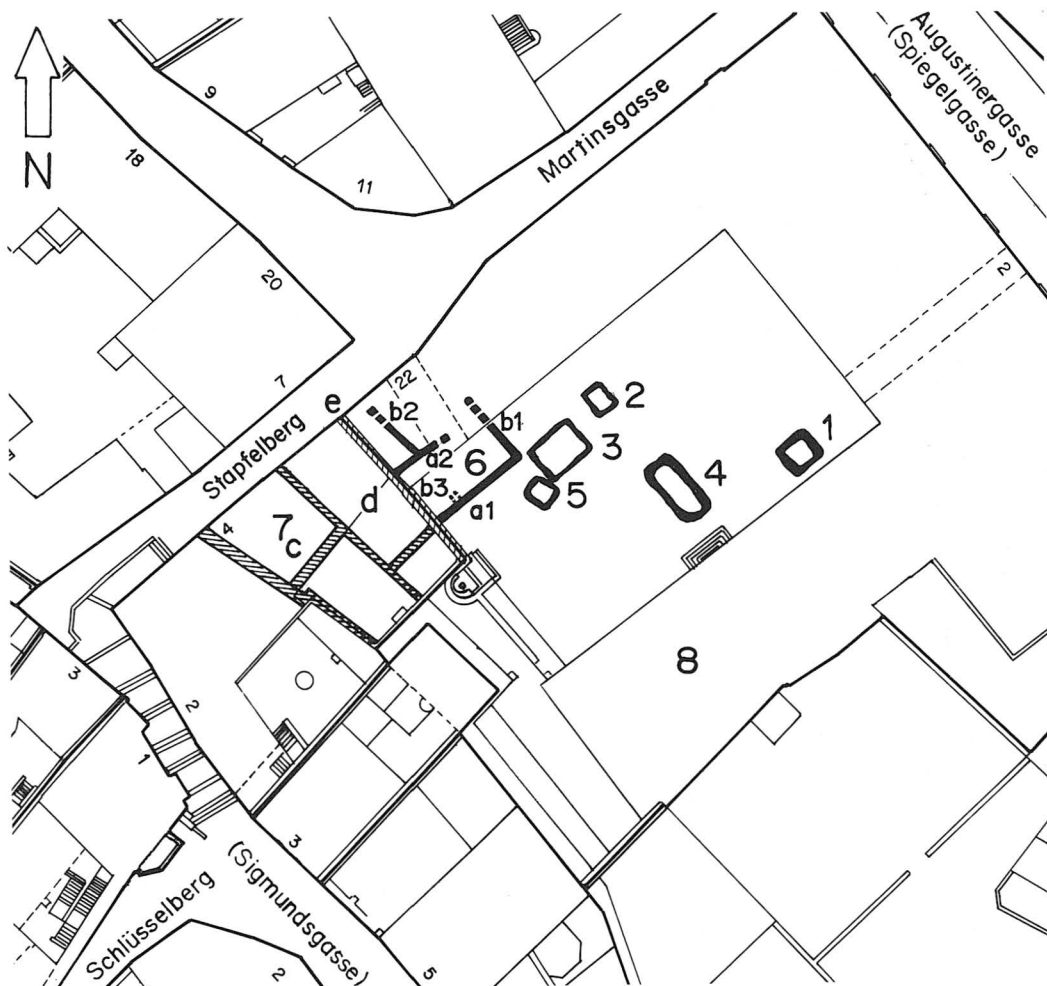 N
9
18
11
Martinsgasse
Augustinergasse
(Spiegelgasse)
20
2
7
22
e
b2
b1
2
a2
6
3
1
Stapfelberg
b3
4
d
5
a1
4
7
c
8
3
2
1
3
(Sigmundsgasse)
Schlüsselberg
2
5